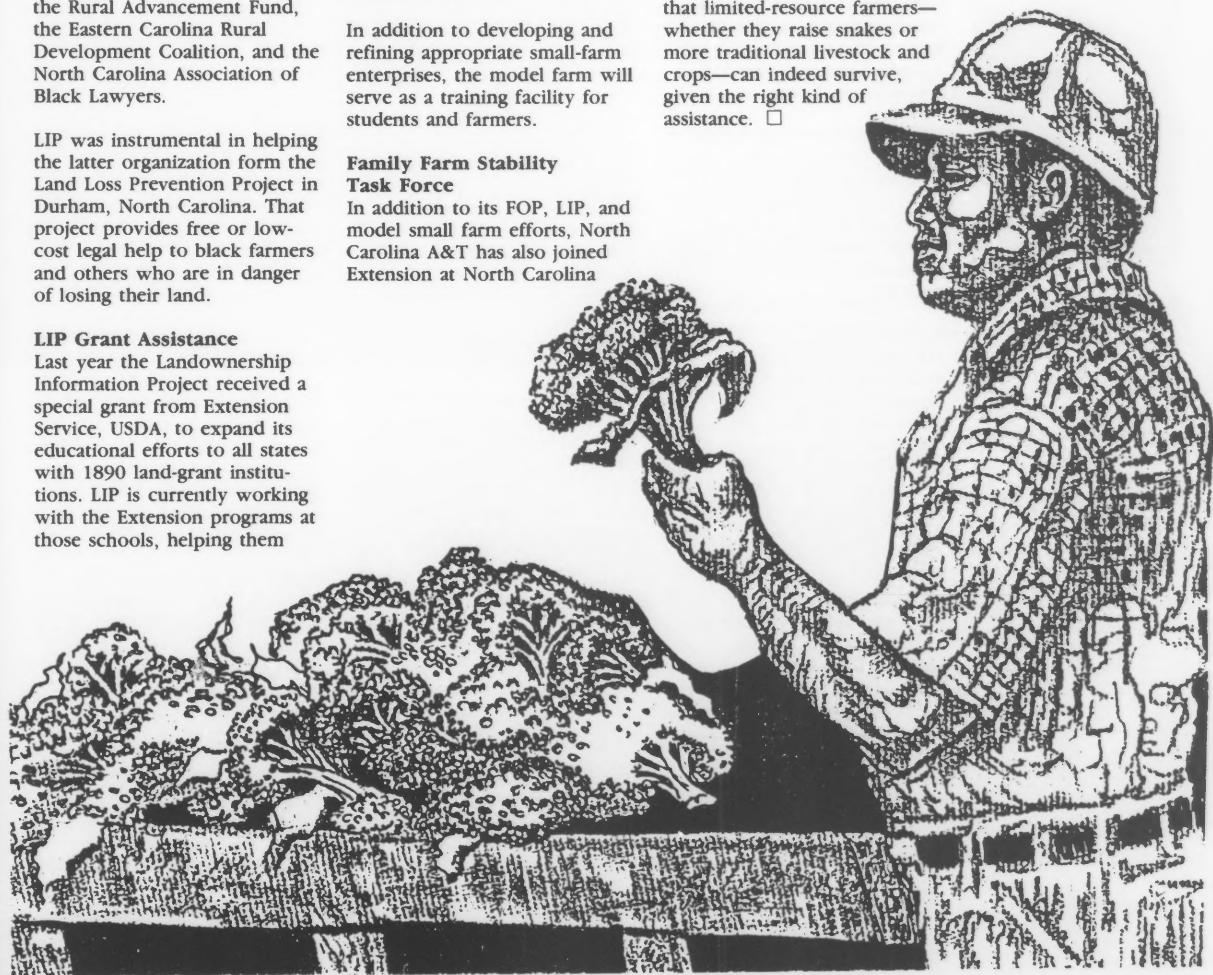 the Rural Advancement Fund,
the Eastern Carolina Rural
Development Coalition, and the
North Carolina Association of
Black Lawyers.
LIP was instrumental in helping
the latter organization form the
Land Loss Prevention Project in
Durham, North Carolina. That
project provides free or low-
cost legal help to black farmers
and others who are in danger
of losing their land.
LIP Grant Assistance
Last year the Landownership
Information Project received a
special grant from Extension
Service, USDA, to expand its
educational efforts to all states
with 1890 land-grant institu-
tions. LIP is currently working
with the Extension programs at
those schools, helping them
In addition to developing and
refining appropriate small-farm
enterprises, the model farm will
serve as a training facility for
students and farmers.
Family Farm Stability
Task Force
In addition to its FOP, LIP, and
model small farm efforts, North
Carolina A&T has also joined
Extension at North Carolina
that limited-resource farmers—
whether they raise snakes or
more traditional livestock and
crops—can indeed survive,
given the right kind of
assistance. □